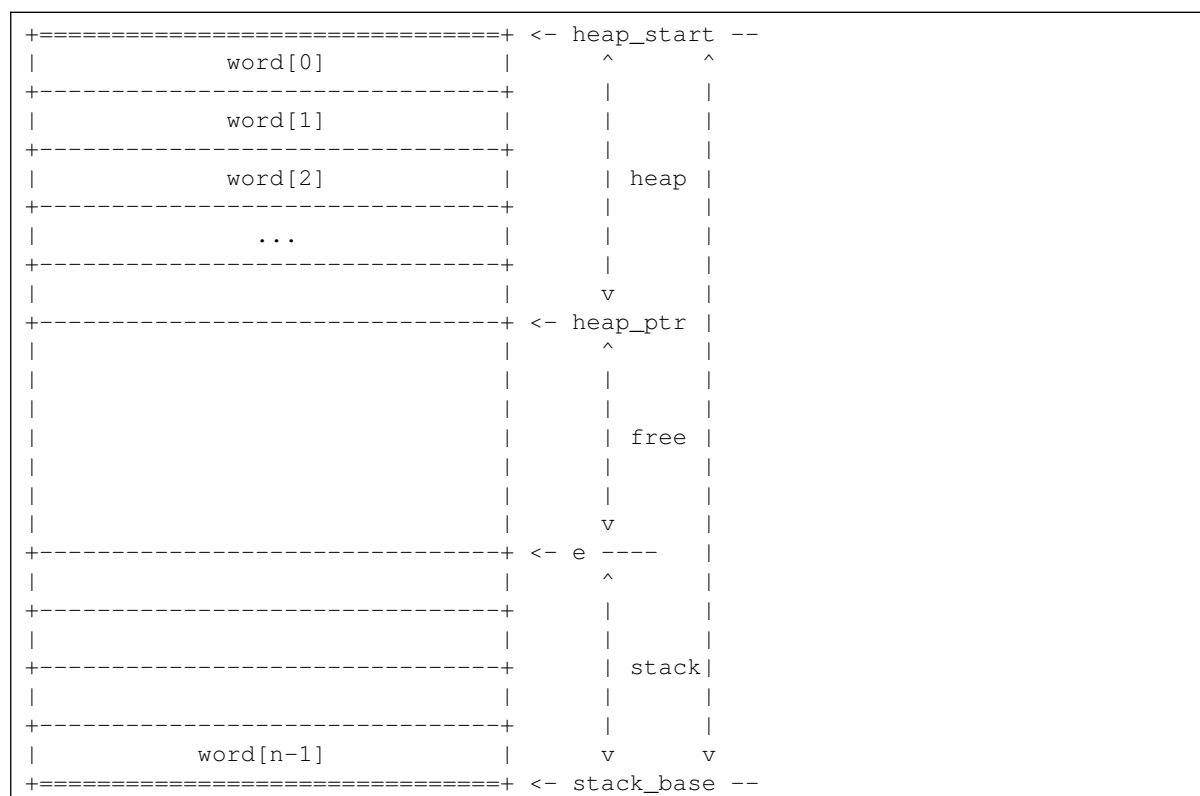 +================================+ <- heap_start --
|             word[0]             |      ^      ^
+--------------------------------+      |      |
|             word[1]             |      |      |
+--------------------------------+      |      |
|             word[2]             |      | heap |
+--------------------------------+      |      |
|               ...               |      |      |
+--------------------------------+      |      |
|                                |      v      |
+--------------------------------+ <- heap_ptr |
|                                |      ^      |
|                                |      |      |
|                                |      |      |
|                                |      | free |
|                                |      |      |
|                                |      |      |
|                                |      v      |
+--------------------------------+ <- e ----   |
|                                |      ^      |
+--------------------------------+      |      |
|                                |      |      |
+--------------------------------+      | stack|
|                                |      |      |
+--------------------------------+      |      |
|           word[n-1]            |      v      v
+================================+ <- stack_base --